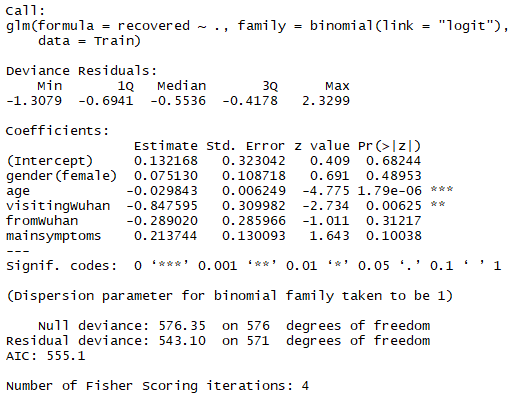 Call:
glm(formula = recovered ~ ., family = binomial(link = "logit"),
    data = Train)
Deviance Residuals:
    Min       1Q   Median       3Q      Max
-1.3079  -0.6941  -0.5536  -0.4178   2.3299
Coefficients:
               Estimate Std. Error z value Pr(>|z|)
(Intercept)    0.132168   0.323042   0.409  0.68244
gender(female) 0.075130   0.108718   0.691  0.48953
age           -0.029843   0.006249  -4.775 1.79e-06 ***
visitingWuhan -0.847595   0.309982  -2.734  0.00625 **
fromWuhan     -0.289020   0.285966  -1.011  0.31217
mainsymptoms   0.213744   0.130093   1.643  0.10038
---
Signif. codes:  0 ‘***’ 0.001 ‘**’ 0.01 ‘*’ 0.05 ‘.’ 0.1 ‘ ’ 1
(Dispersion parameter for binomial family taken to be 1)
    Null deviance: 576.35  on 576  degrees of freedom
Residual deviance: 543.10  on 571  degrees of freedom
AIC: 555.1
Number of Fisher Scoring iterations: 4